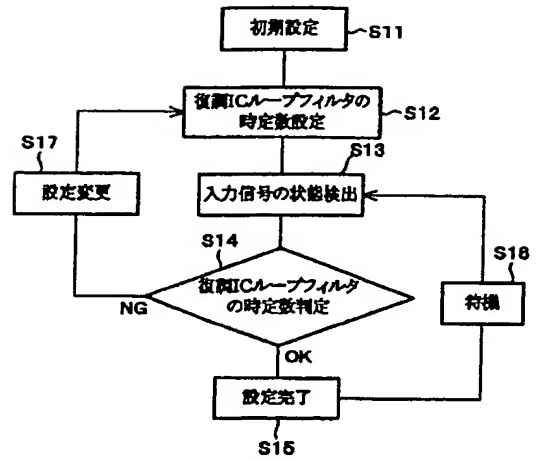 初期設定
S11
復調ICループフィルタの
時定数設定
S12
S13
入力信号の状態検出
S17
設定変更
S14
復調ICループフィルタ
の時定数判定
NG
OK
S18
待機
設定完了
S15